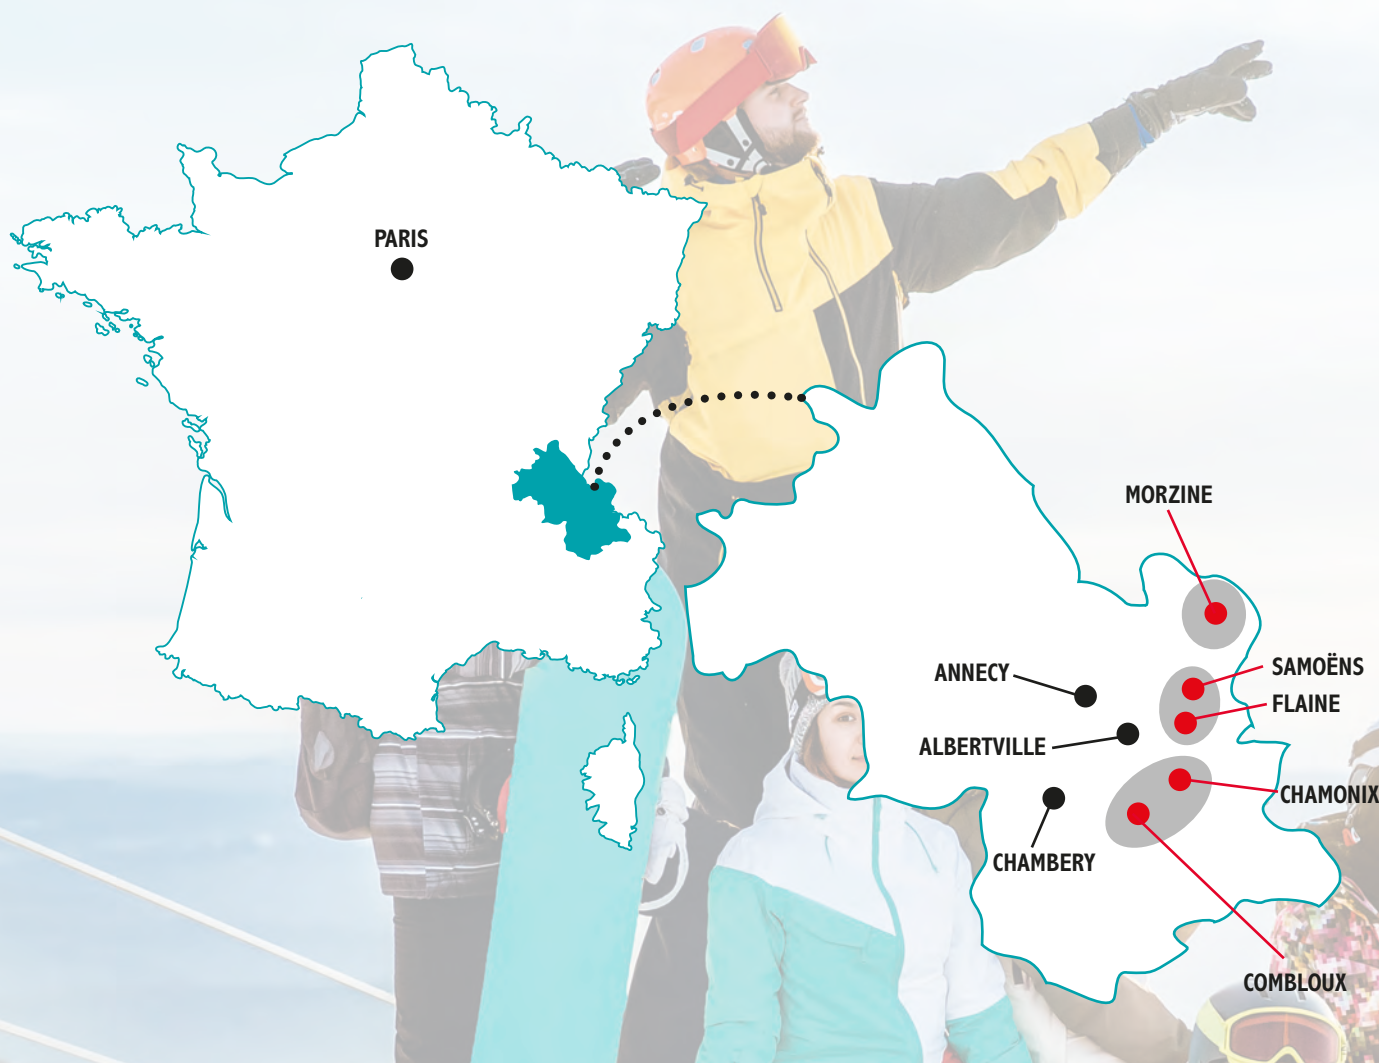 PARIS
MORZINE
SAMOËNS
ANNECY
FLAINE
ALBERTVILLE
CHAMONIX
CHAMBERY
COMBLOUX